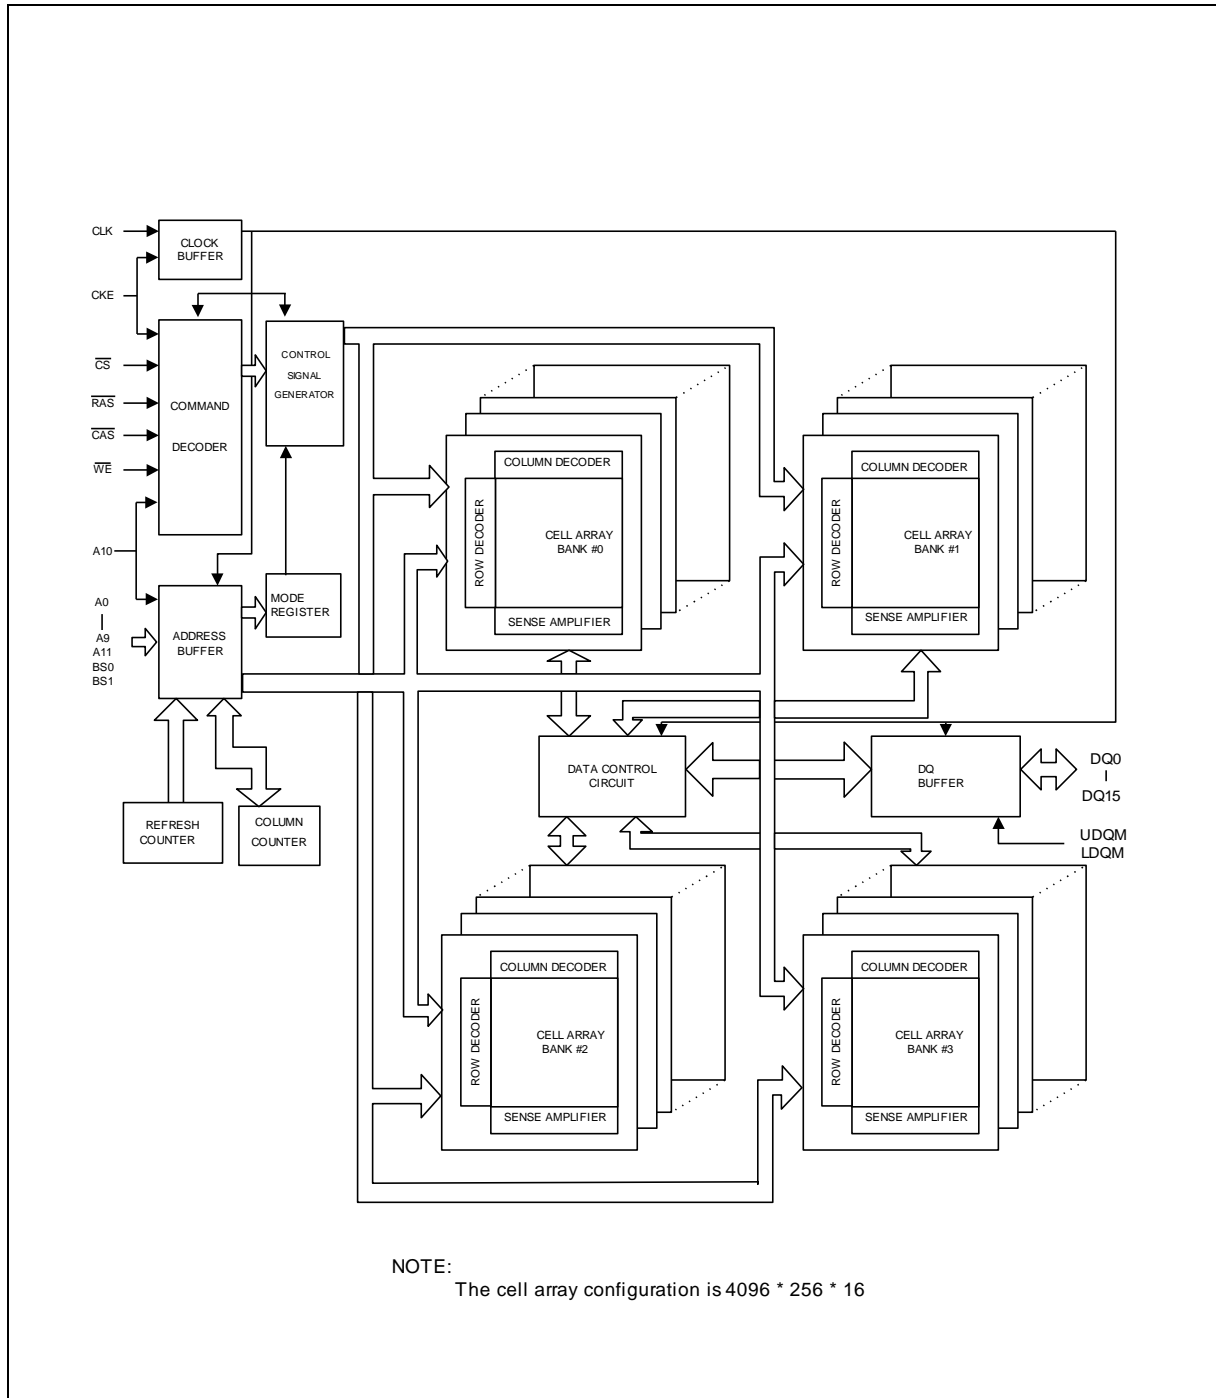 CLK
CLOCK
BUFFER
CKE
CS
RAS
CAS
WE
A10
COMMAND
DECODER
CONTROL
SIGNAL
GENERATOR
A0
A9
A11
BS0
BS1
ADDRESS
BUFFER
MODE
REGISTER
REFRESH
COUNTER
COLUMN
COUNTER
COLUMN DECODER
ROW DECODER
CELL ARRAY
BANK #0
SENSE AMPLIFIER
COLUMN DECODER
ROW DECODER
CELL ARRAY
BANK #1
SENSE AMPLIFIER
DATA CONTROL
CIRCUIT
DQ
BUFFER
DQ0
DQ15
UDQM
LDQM
COLUMN DECODER
ROW DECODER
CELL ARRAY
BANK #2
SENSE AMPLIFIER
COLUMN DECODER
ROW DECODER
CELL ARRAY
BANK #3
SENSE AMPLIFIER
NOTE:
The cell array configuration is 4096 * 256 * 16